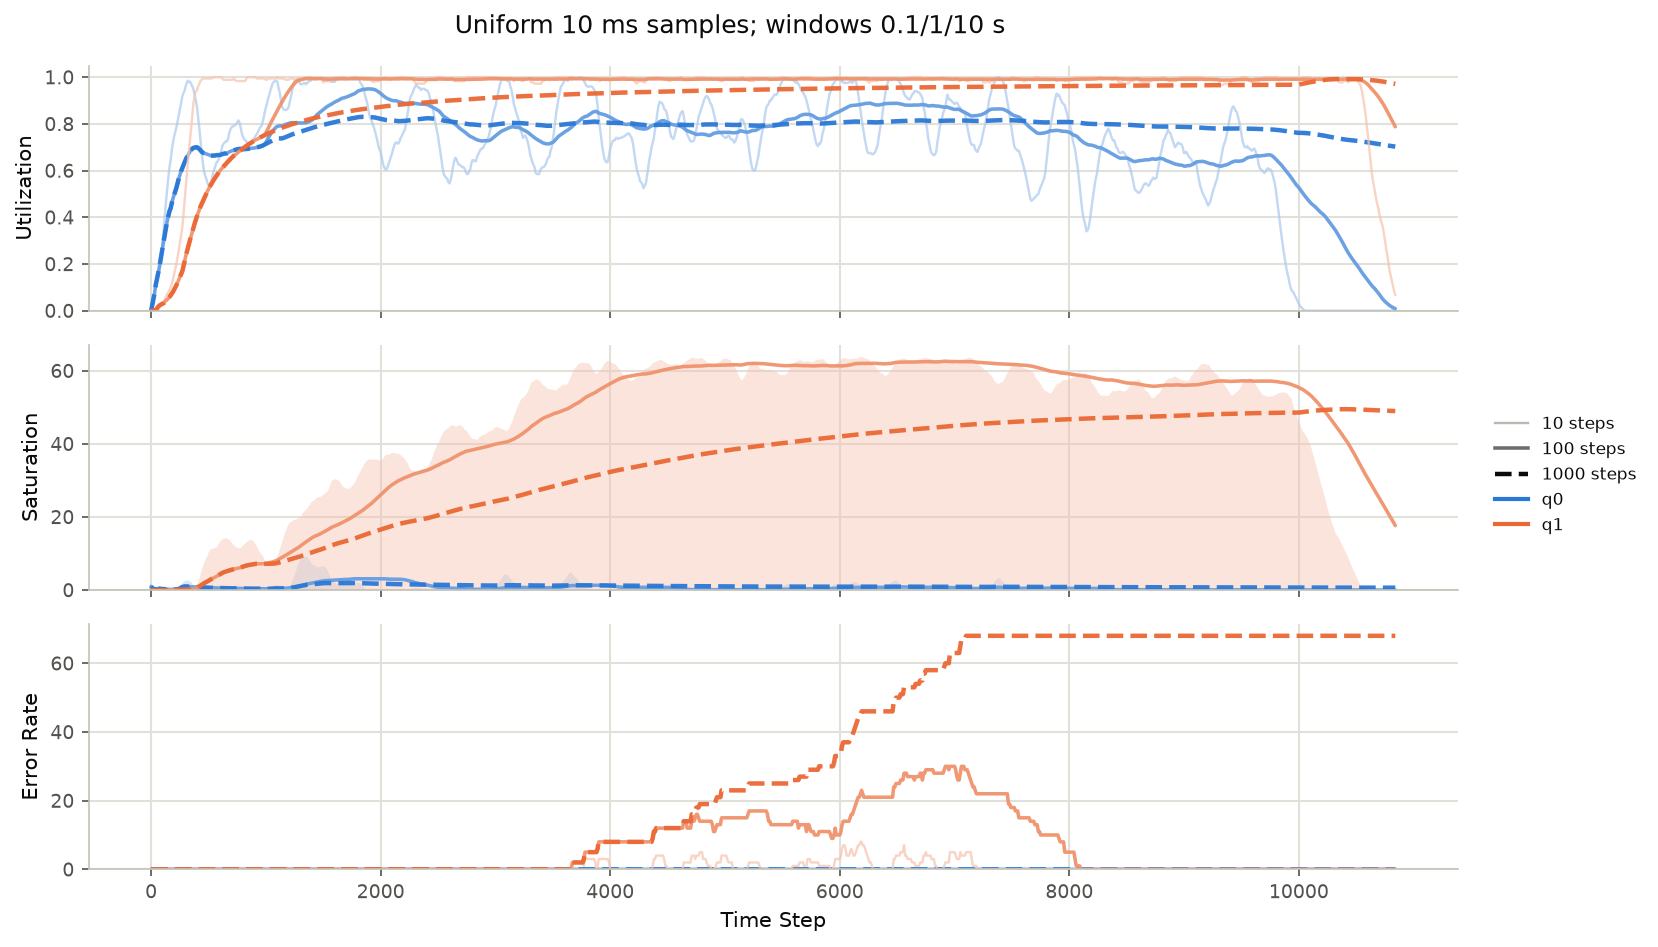 Uniform 10 ms samples; windows 0.1/1/10 s
Utilization
1.0
0.8
0.6
0.4
0.2
0.0
Saturation
60
40
20
0
Error Rate
60
40
20
0
0 2000 4000 6000 8000 10000
Time Step
10 steps
100 steps
1000 steps
q0
q1